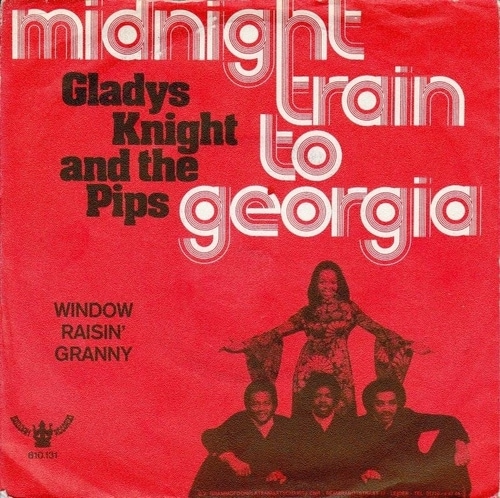 midnight
train
to
georgia
Gladys
Knight
and the
Pips
WINDOW
RAISIN'
GRANNY
610.131